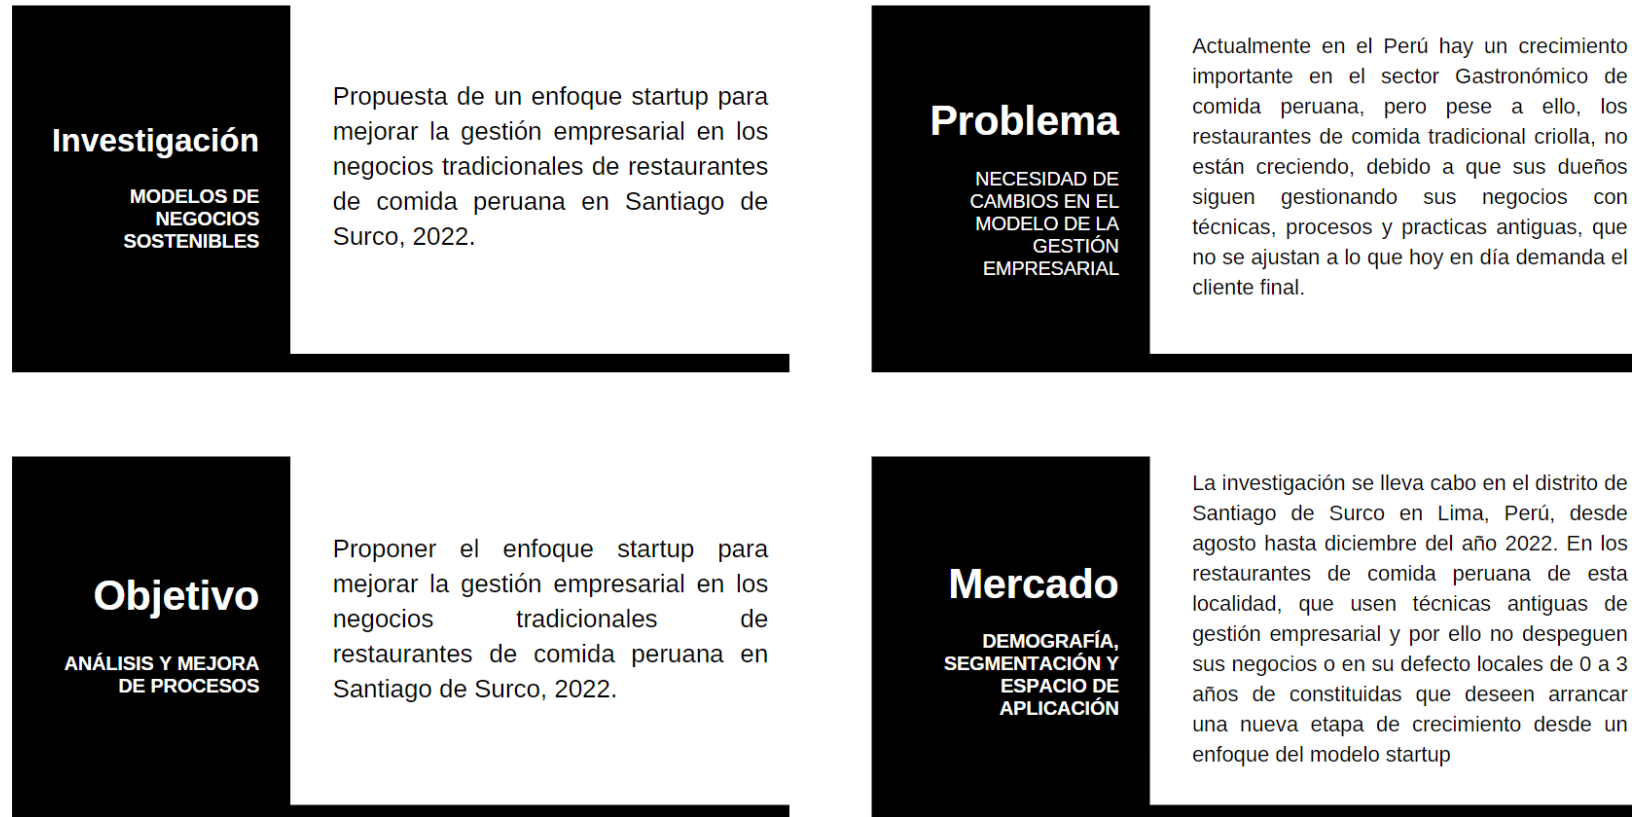 Investigación
MODELOS DE
NEGOCIOS
SOSTENIBLES
Propuesta de un enfoque startup para
mejorar la gestión empresarial en los
negocios tradicionales de restaurantes
de comida peruana en Santiago de
Surco, 2022.
Problema
NECESIDAD DE
CAMBIOS EN EL
MODELO DE LA
GESTIÓN
EMPRESARIAL
Actualmente en el Perú hay un crecimiento
importante en el sector Gastronómico de
comida peruana, pero pese a ello, los
restaurantes de comida tradicional criolla, no
están creciendo, debido a que sus dueños
siguen gestionando sus negocios con
técnicas, procesos y practicas antiguas, que
no se ajustan a lo que hoy en día demanda el
cliente final.
Objetivo
ANÁLISIS Y MEJORA
DE PROCESOS
Proponer el enfoque startup para
mejorar la gestión empresarial en los
negocios tradicionales de
restaurantes de comida peruana en
Santiago de Surco, 2022.
Mercado
DEMOGRAFÍA,
SEGMENTACIÓN Y
ESPACIO DE
APLICACIÓN
La investigación se lleva cabo en el distrito de
Santiago de Surco en Lima, Perú, desde
agosto hasta diciembre del año 2022. En los
restaurantes de comida peruana de esta
localidad, que usen técnicas antiguas de
gestión empresarial y por ello no despeguen
sus negocios o en su defecto locales de 0 a 3
años de constituidas que deseen arrancar
una nueva etapa de crecimiento desde un
enfoque del modelo startup